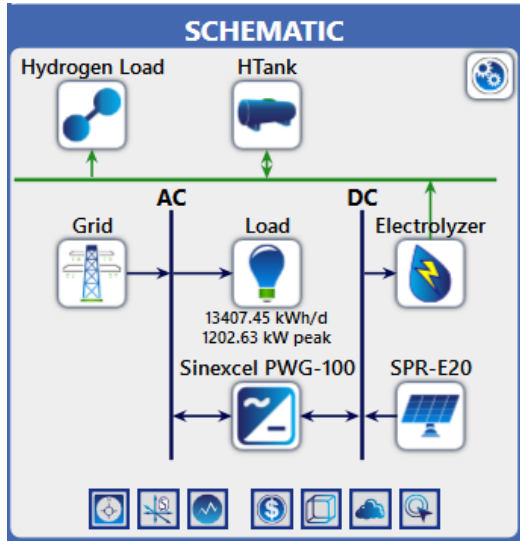 SCHEMATIC
Hydrogen Load
HTank
AC
DC
Grid
Load
Electrolyzer
13407.45 kWh/d
1202.63 kW peak
Sinexcel PWG-100
SPR-E20
$